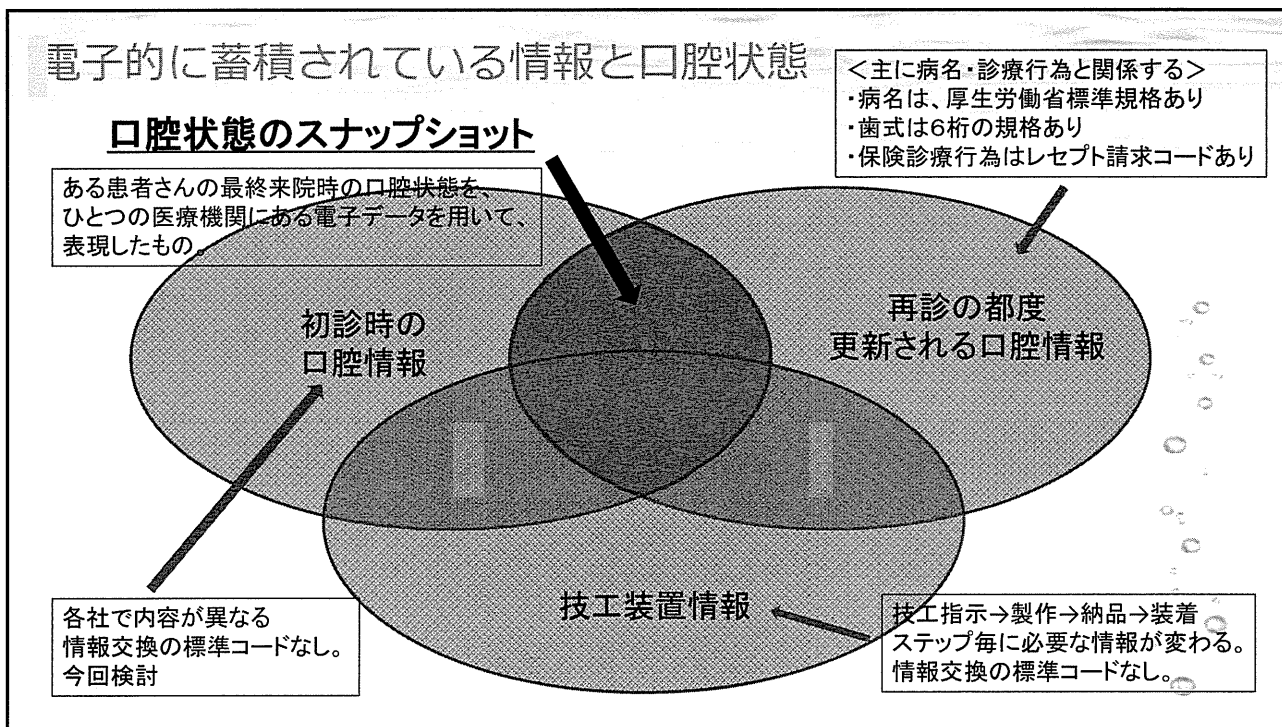 電子的に蓄積されている情報と口腔状態
＜主に病名・診療行為と関係する＞
・病名は、厚生労働省標準規格あり
・歯式は６桁の規格あり
・保険診療行為はレセプト請求コードあり
口腔状態のスナップショット
ある患者さんの最終来院時の口腔状態を、
ひとつの医療機関にある電子データを用いて、
表現したもの。
初診時の
口腔情報
再診の都度
更新される口腔情報
技工装置情報
各社で内容が異なる
情報交換の標準コードなし。
今回検討
技工指示→製作→納品→装着
ステップ毎に必要な情報が変わる。
情報交換の標準コードなし。